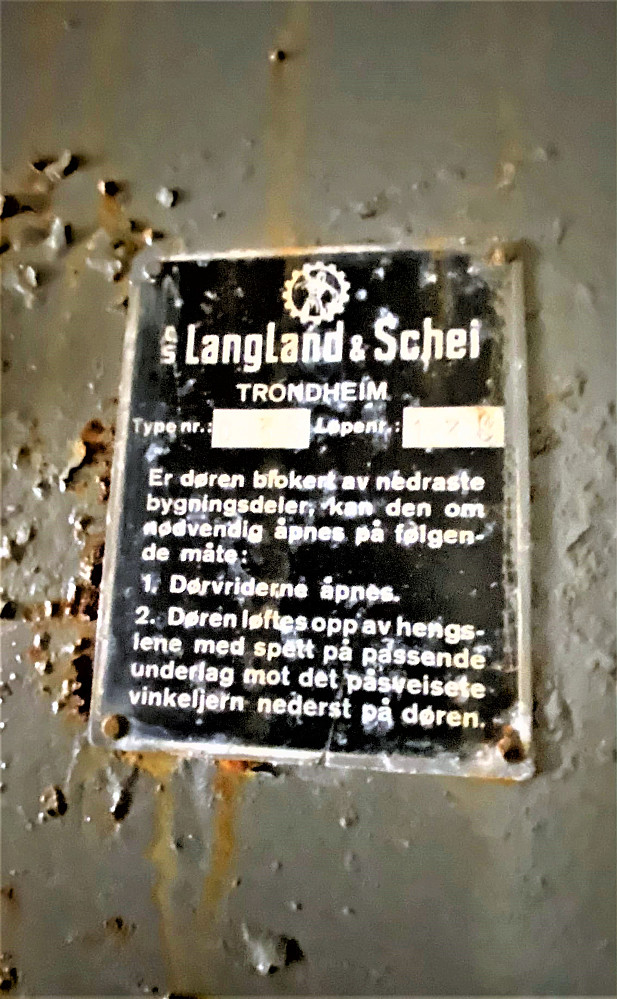 A/S Langland & Schei
TRONDHEIM
Type nr.: Løpenr.:
Er døren blokert av nedraste
bygningsdeler, kan den om
nødvendig åpnes på følgen-
de måte:
1. Dørvriderne åpnes.
2. Døren løftes opp av hengs-
lene med spett på passende
underlag mot det påsveisete
vinkeljern nederst på døren.